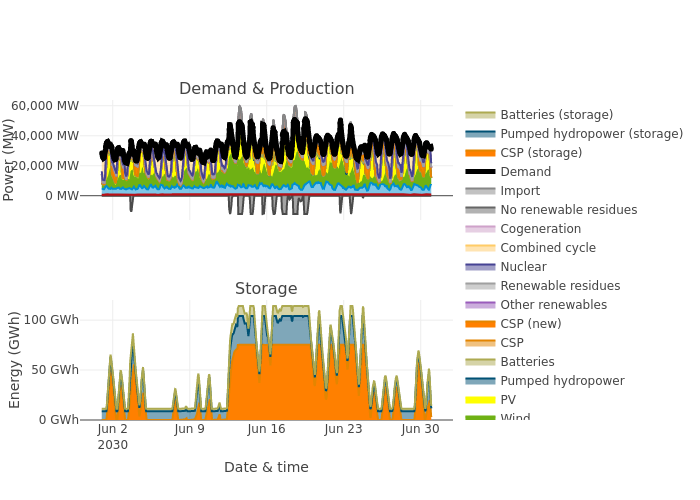 Demand & Production
60,000 MW
40,000 MW
20,000 MW
0 MW
Power (MW)
Storage
100 GWh
50 GWh
0 GWh
Energy (GWh)
Jun 2
2030
Jun 9
Jun 16
Jun 23
Jun 30
Date & time
Batteries (storage)
Pumped hydropower (storage)
CSP (storage)
Demand
Import
No renewable residues
Cogeneration
Combined cycle
Nuclear
Renewable residues
Other renewables
CSP (new)
CSP
Batteries
Pumped hydropower
PV
Wind